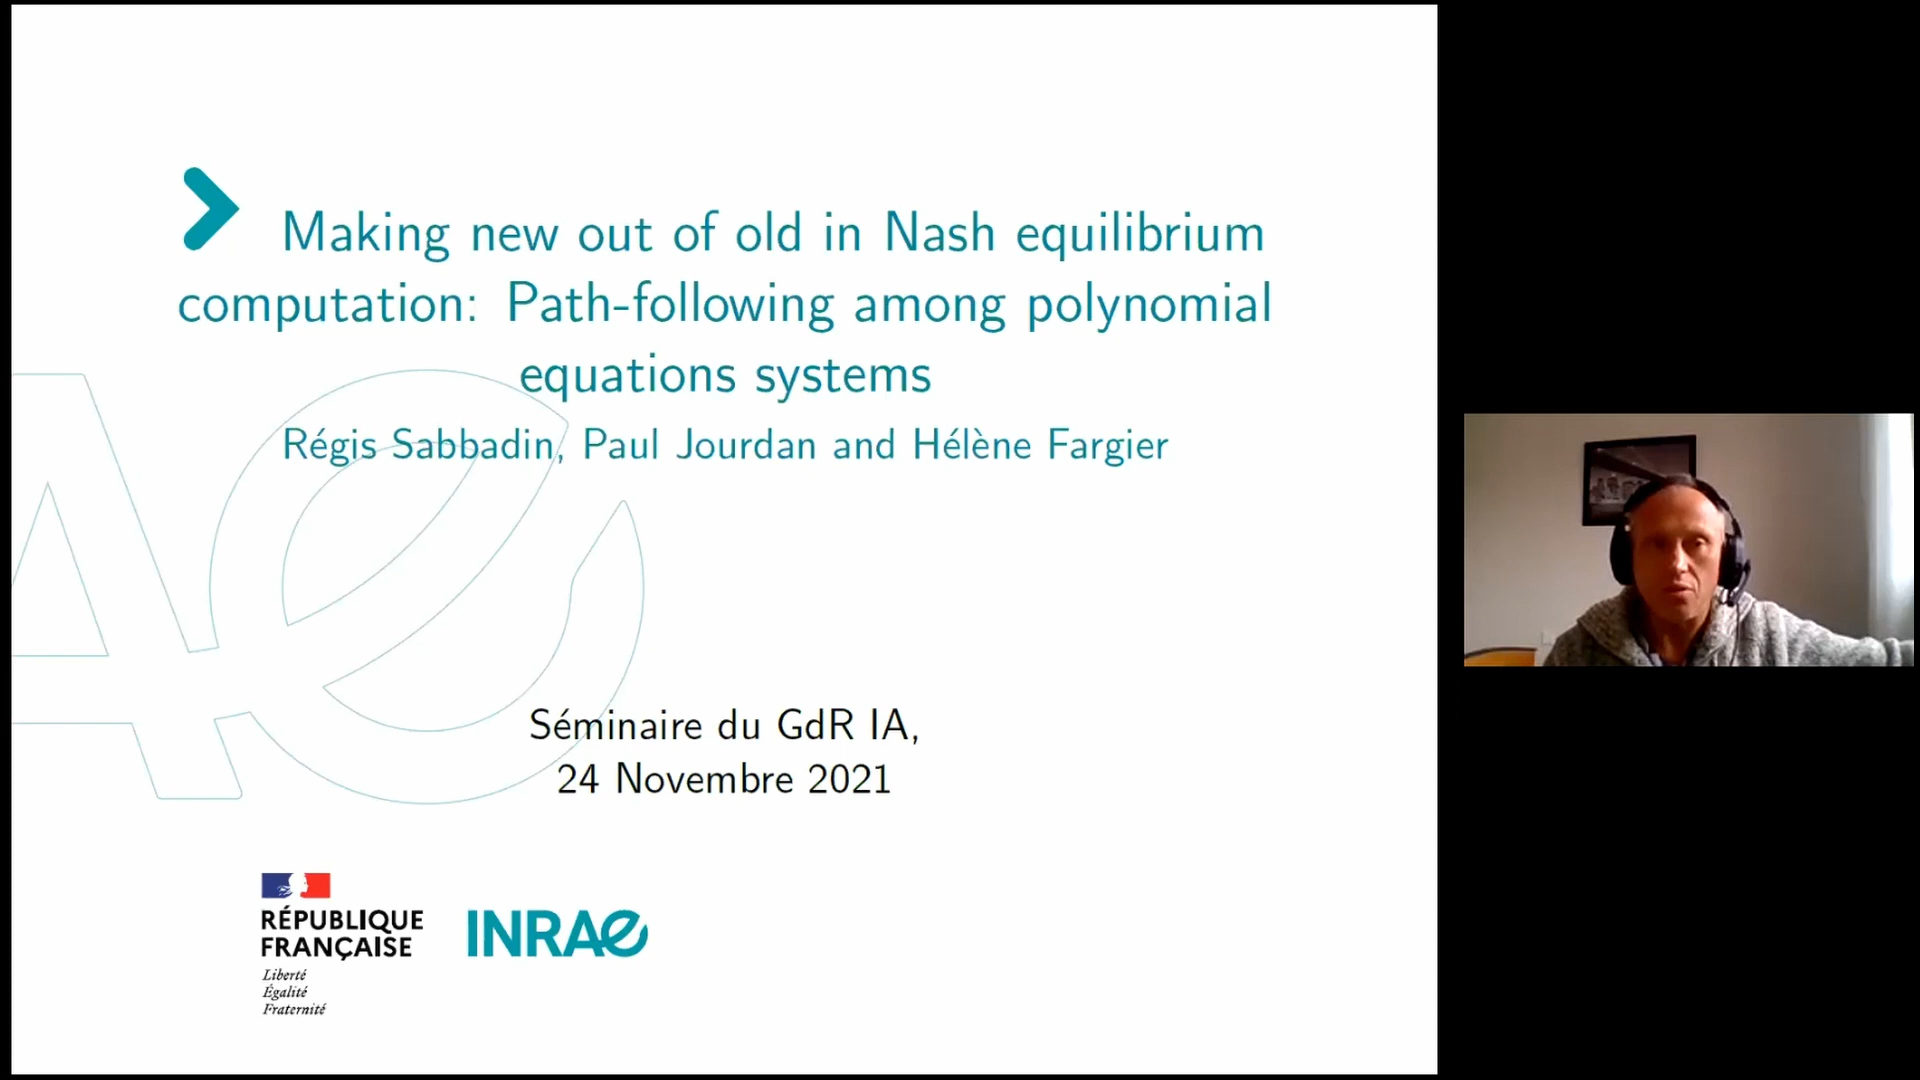 Making new out of old in Nash equilibrium
computation: Path-following among polynomial
equations systems
Régis Sabbadin, Paul Jourdan and Hélène Fargier
Séminaire du GdR IA,
24 Novembre 2021
RÉPUBLIQUE
FRANÇAISE
Liberté
Égalité
Fraternité
INRAE